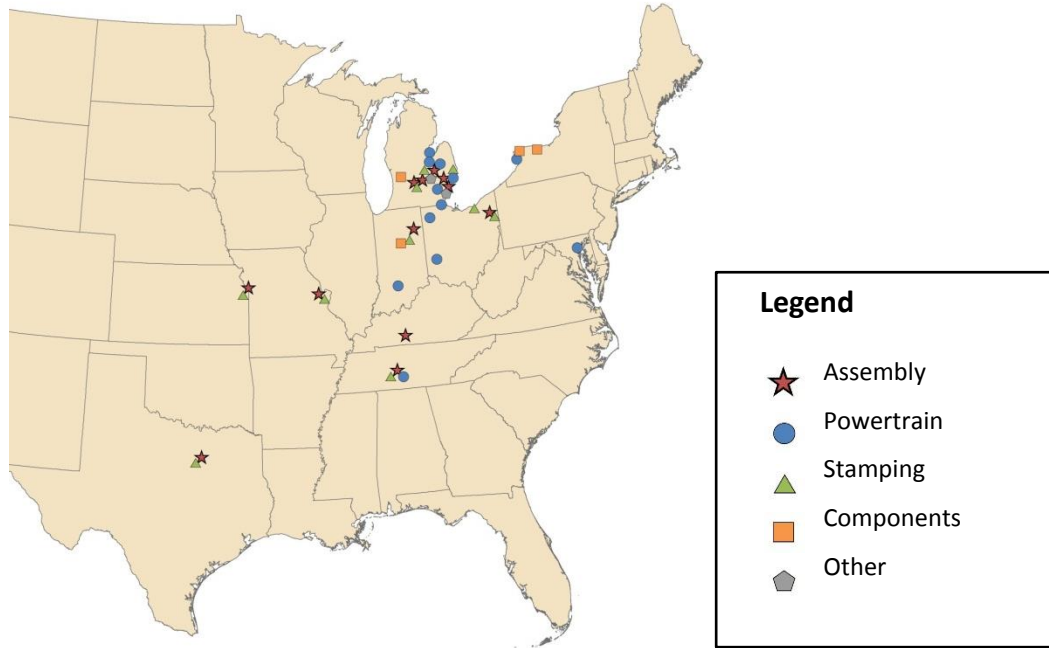 Legend
Assembly
Powertrain
Stamping
Components
Other